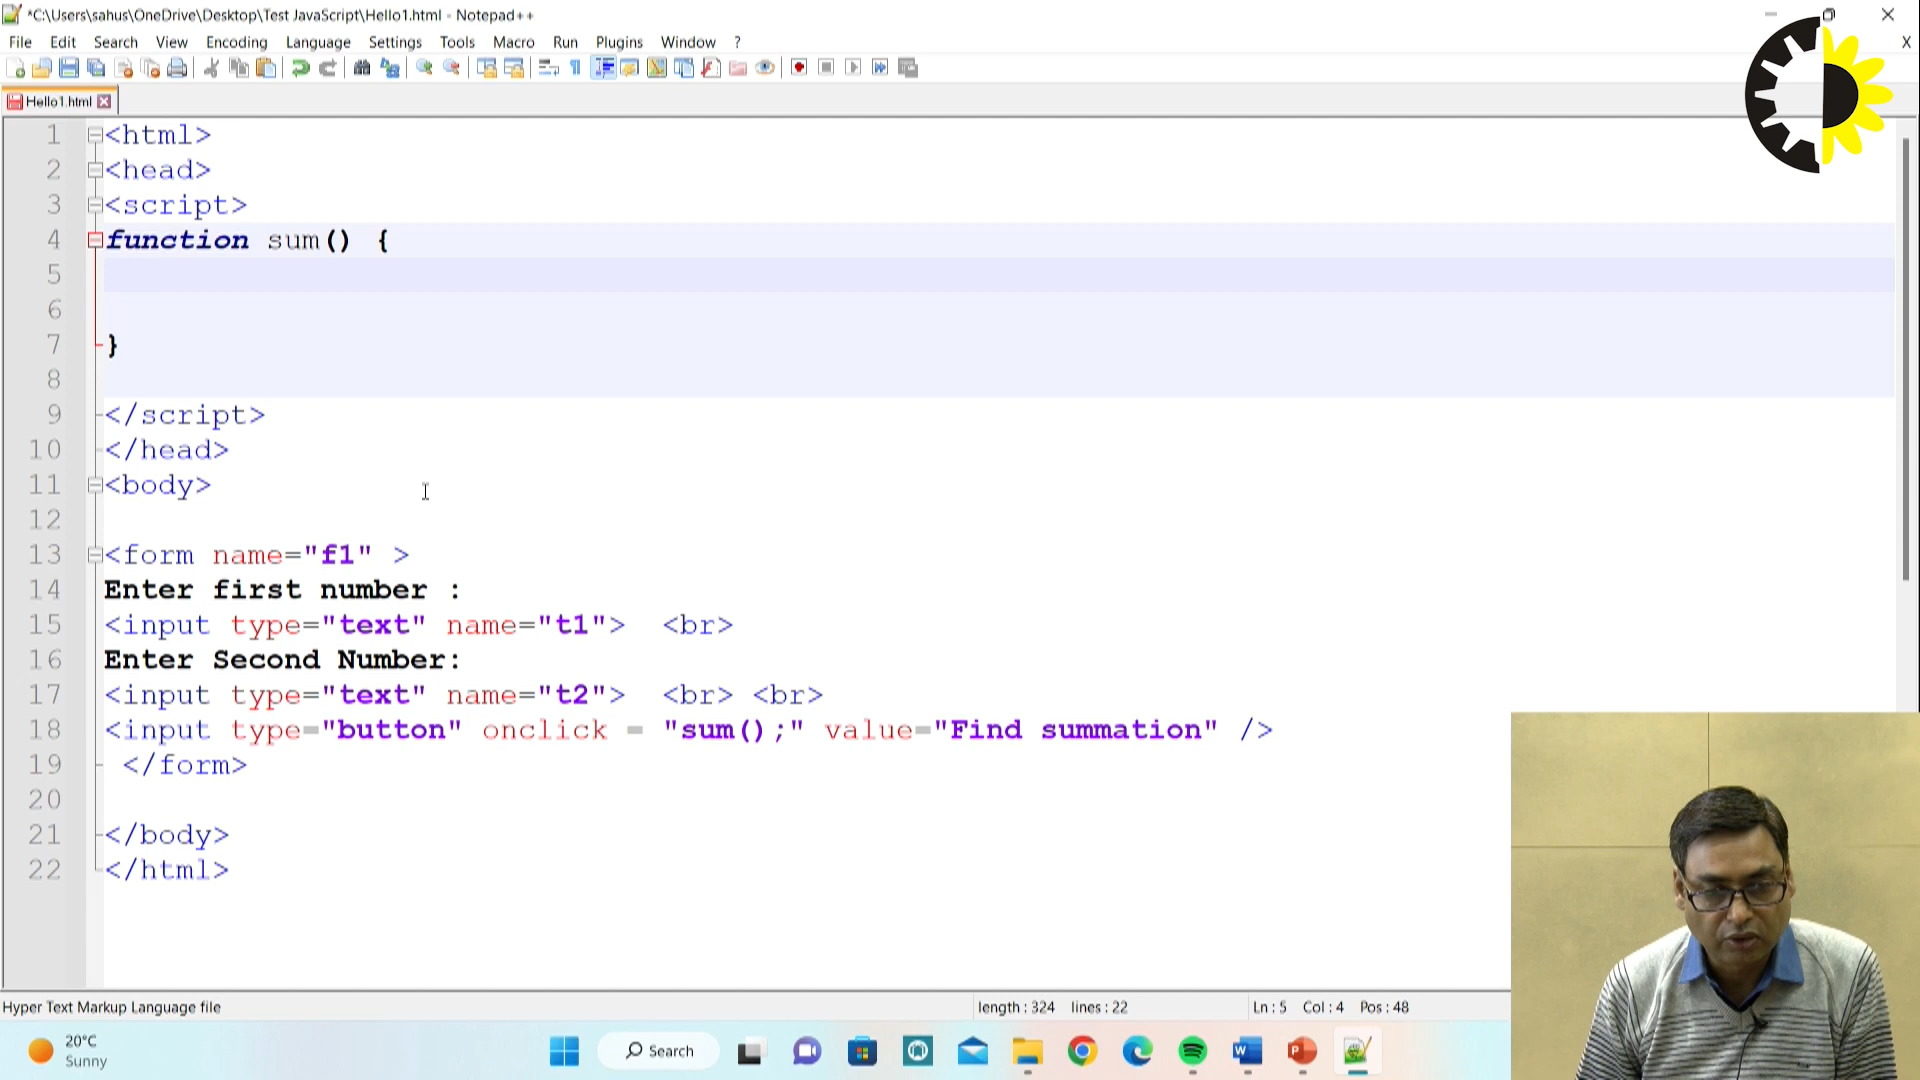 *C:\Users\sahus\OneDrive\Desktop\Test JavaScript\Hello1.html - Notepad++
File Edit Search View Encoding Language Settings Tools Macro Run Plugins Window ? X
Hello1.html
1 <html>
2 <head>
3 <script>
4 function sum() {
5
6
7 }
8
9 </script>
10 </head>
11 <body>
12
13 <form name="f1" >
14 Enter first number :
15 <input type="text" name="t1"> <br>
16 Enter Second Number:
17 <input type="text" name="t2"> <br> <br>
18 <input type="button" onclick = "sum();" value="Find summation" />
19 </form>
20
21 </body>
22 </html>
Hyper Text Markup Language file length : 324 lines : 22 Ln : 5 Col : 4 Pos : 48
20°C
Sunny
Search